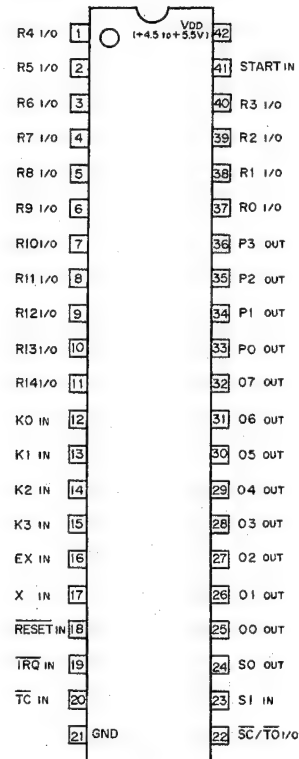 R4 I/O 1 VDD (+4.5 to +5.5V) 42
R5 I/O 2 41 START IN
R6 I/O 3 40 R3 I/O
R7 I/O 4 39 R2 I/O
R8 I/O 5 38 R1 I/O
R9 I/O 6 37 R0 I/O
R10 I/O 7 36 P3 OUT
R11 I/O 8 35 P2 OUT
R12 I/O 9 34 P1 OUT
R13 I/O 10 33 P0 OUT
R14 I/O 11 32 O7 OUT
K0 IN 12 31 O6 OUT
K1 IN 13 30 O5 OUT
K2 IN 14 29 O4 OUT
K3 IN 15 28 O3 OUT
EX IN 16 27 O2 OUT
X IN 17 26 O1 OUT
RESET IN 18 25 O0 OUT
IRQ IN 19 24 SO OUT
TC IN 20 23 SI IN
21 GND 22 SC/TO I/O